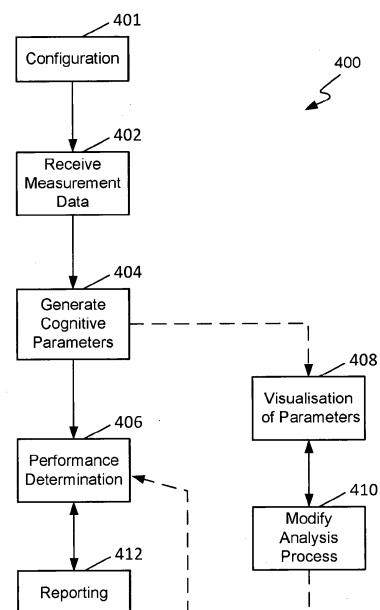 401
Configuration
400
402
Receive
Measurement
Data
404
Generate
Cognitive
Parameters
408
Visualisation
of Parameters
406
Performance
Determination
410
Modify
Analysis
Process
412
Reporting